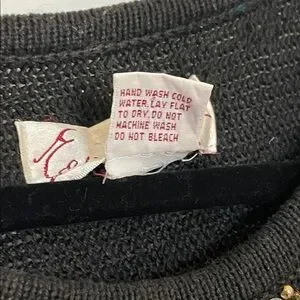 HAND WASH COLD
WATER. LAY FLAT
TO DRY. DO NOT
MACHINE WASH
DO NOT BLEACH